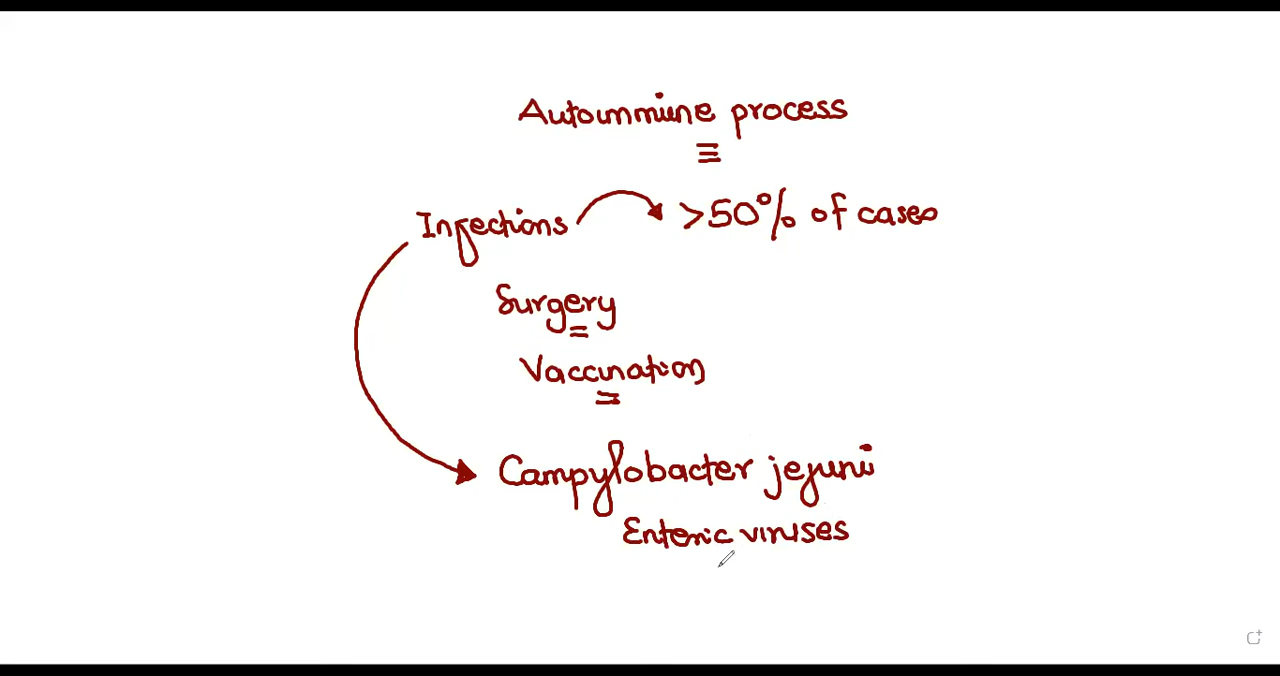 Autoimmune process
Infections >50% of cases
Surgery
Vaccination
Campylobacter jejuni
Enteric viruses